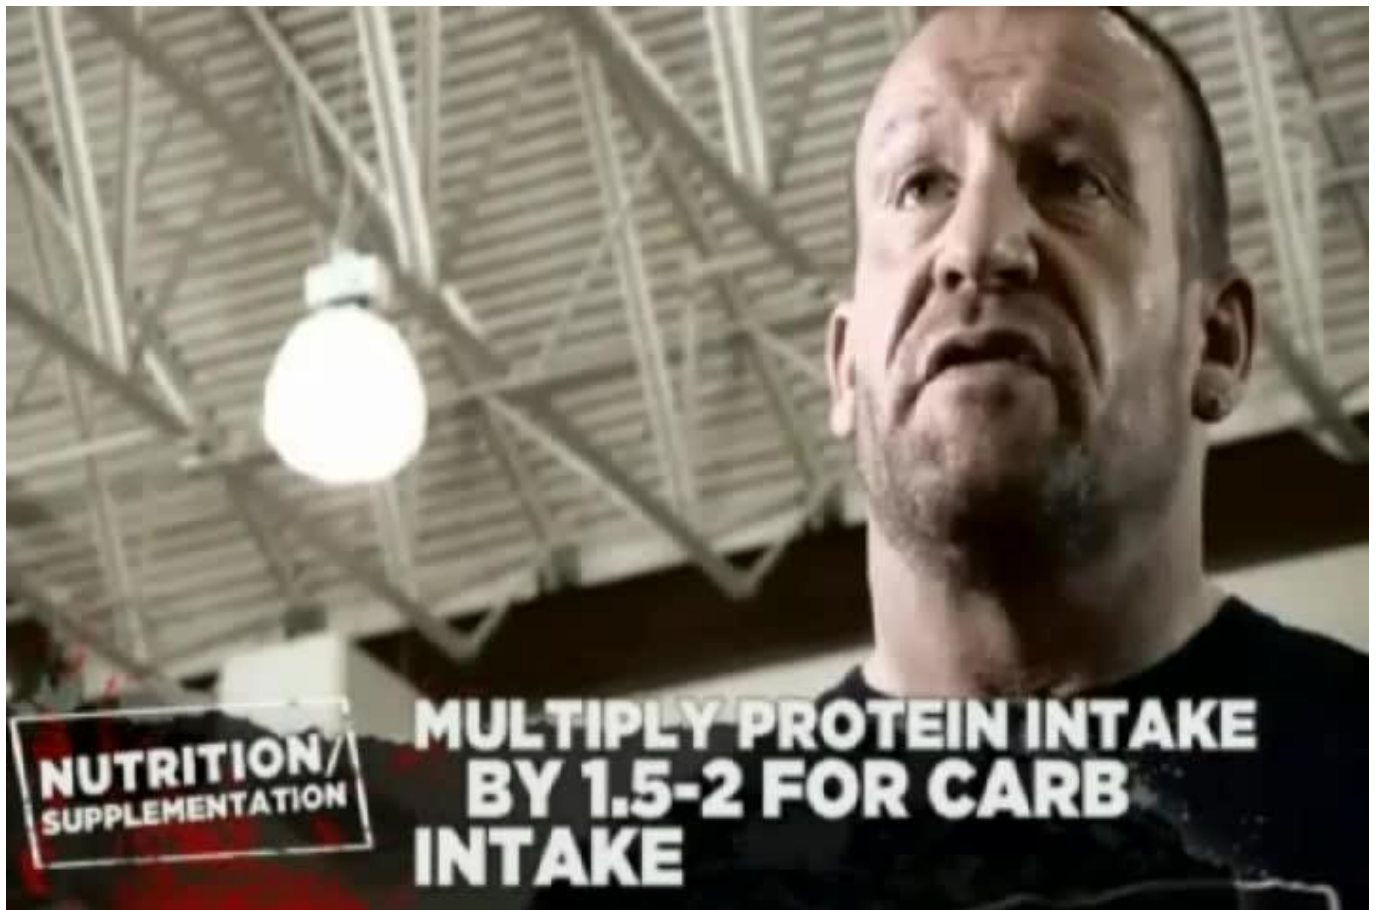 NUTRITION/
SUPPLEMENTATION
MULTIPLY PROTEIN INTAKE
BY 1.5-2 FOR CARB
INTAKE